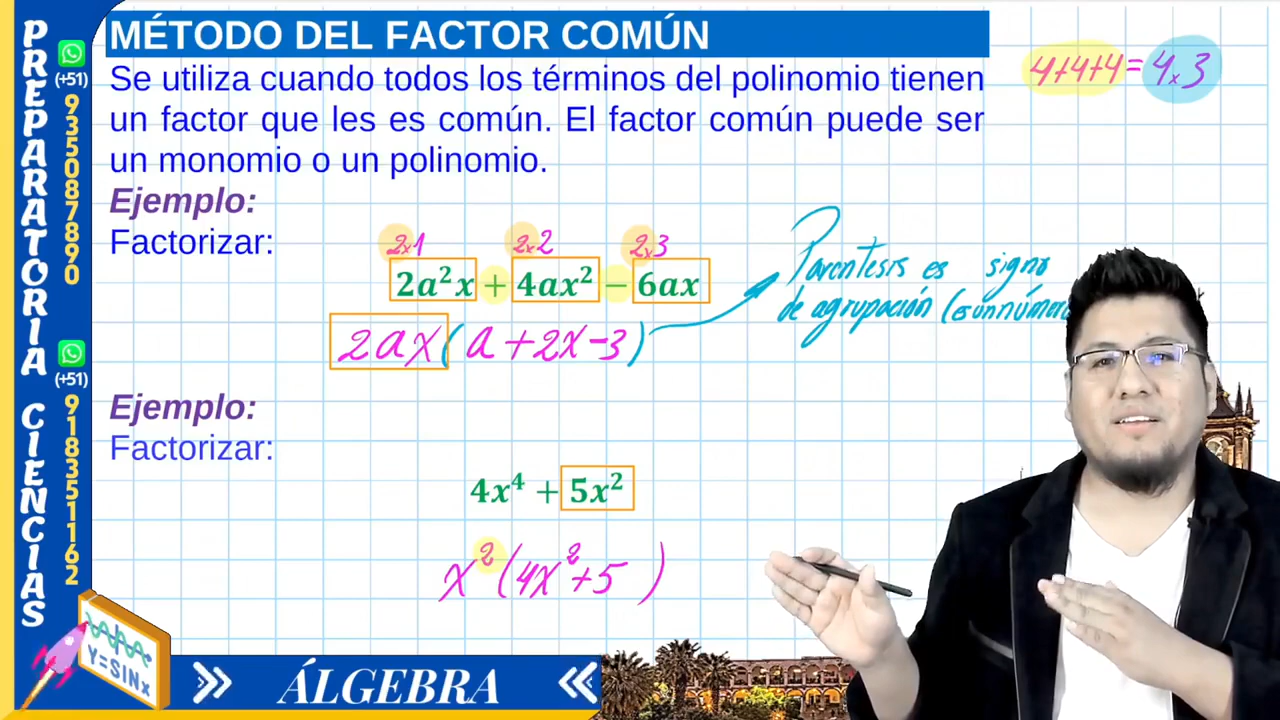 PREPARATORIA CIENCIAS
(+51)
935087890
(+51)
918351162
MÉTODO DEL FACTOR COMÚN
Se utiliza cuando todos los términos del polinomio tienen
un factor que les es común. El factor común puede ser
un monomio o un polinomio.
4+4+4=4x3
Ejemplo:
Factorizar:
2x1 2x2 2x3
2a²x + 4ax² − 6ax
2ax(a+2x-3)
Parentesis es signo
de agrupación (es un númer
Ejemplo:
Factorizar:
4x⁴ + 5x²
x²(4x²+5 )
Y=SINx
ÁLGEBRA